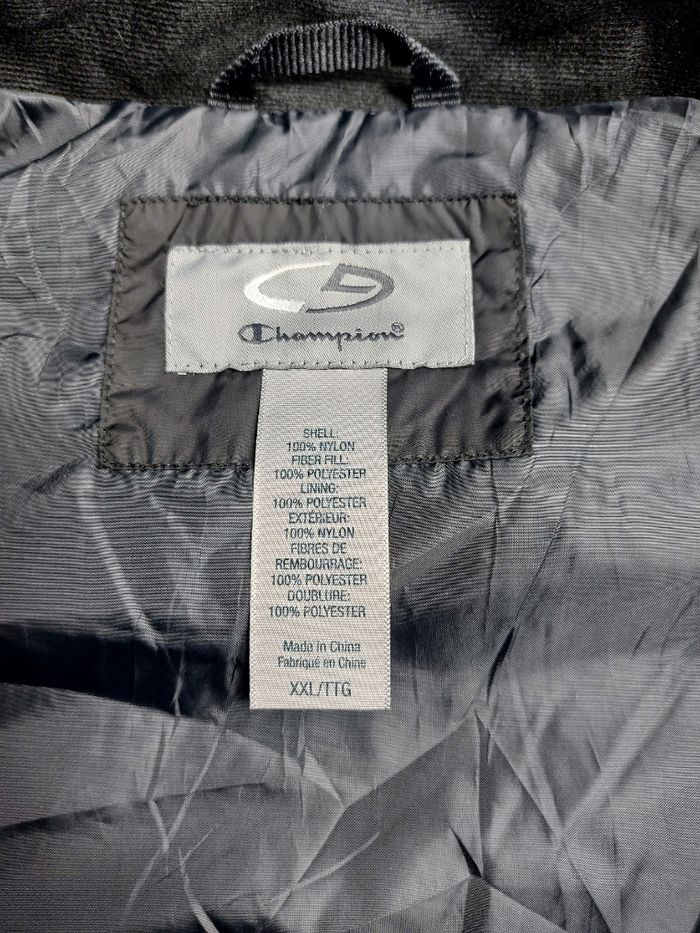 Champion®
SHELL:
100% NYLON
FIBER FILL:
100% POLYESTER
LINING:
100% POLYESTER
EXTÉRIEUR:
100% NYLON
FIBRES DE
REMBOURRAGE:
100% POLYESTER
DOUBLURE:
100% POLYESTER
Made in China
Fabriqué en Chine
XXL/TTG